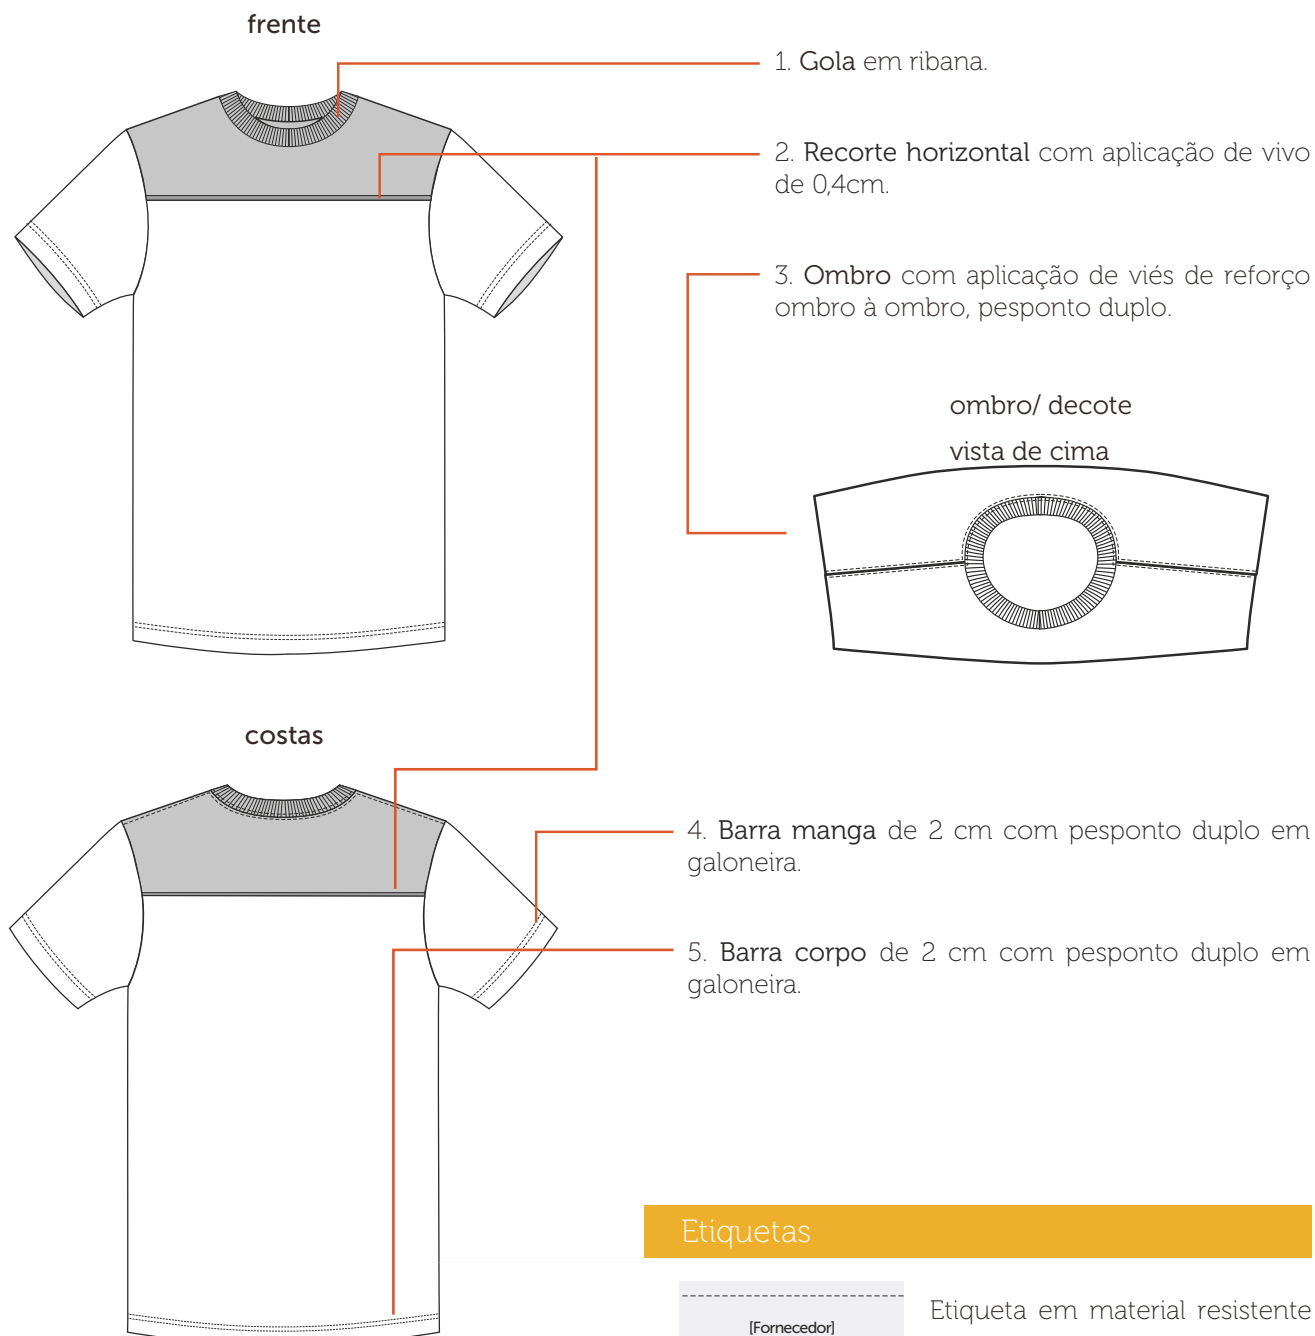 frente
1. Gola em ribana.
2. Recorte horizontal com aplicação de vivo
de 0,4cm.
3. Ombro com aplicação de viés de reforço
ombro à ombro, pesponto duplo.
ombro/ decote
vista de cima
costas
4. Barra manga de 2 cm com pesponto duplo em
galoneira.
5. Barra corpo de 2 cm com pesponto duplo em
galoneira.
Etiquetas
[Fornecedor]
Etiqueta em material resistente